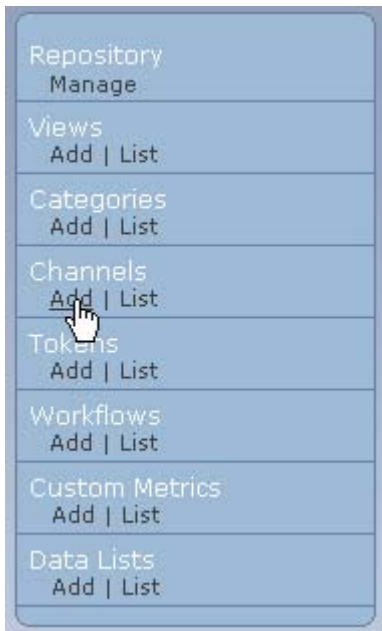 Repository
Manage
Views
Add | List
Categories
Add | List
Channels
Add | List
Tokens
Add | List
Workflows
Add | List
Custom Metrics
Add | List
Data Lists
Add | List